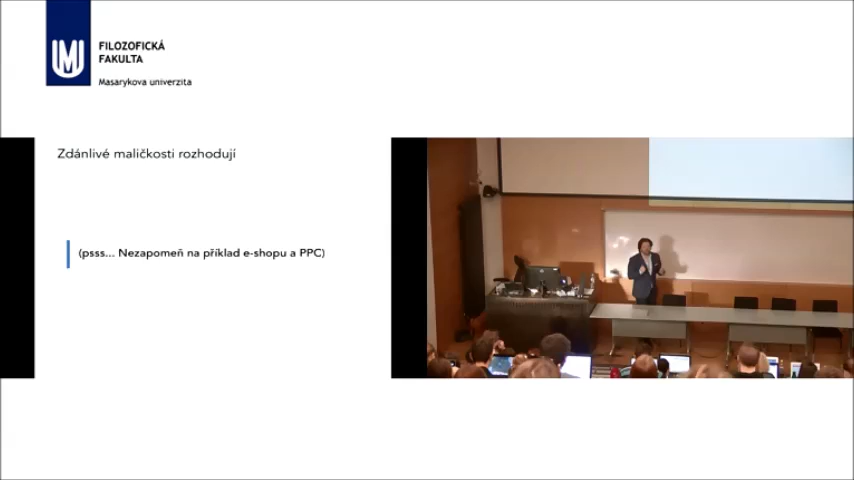 FILOZOFICKÁ
FAKULTA
Masarykova univerzita
Zdánlivé maličkosti rozhodují
(psss... Nezapomeň na příklad e-shopu a PPC)